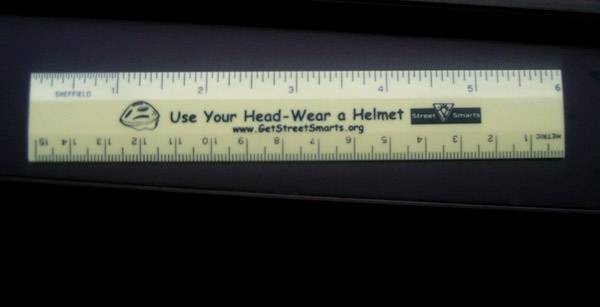 1 2 3 4 5 6
SHEFFIELD
Use Your Head-Wear a Helmet
Street Smarts
www.GetStreetSmarts.org
15 14 13 12 11 10 9 8 7 6 5 4 3 2 1 METRIC